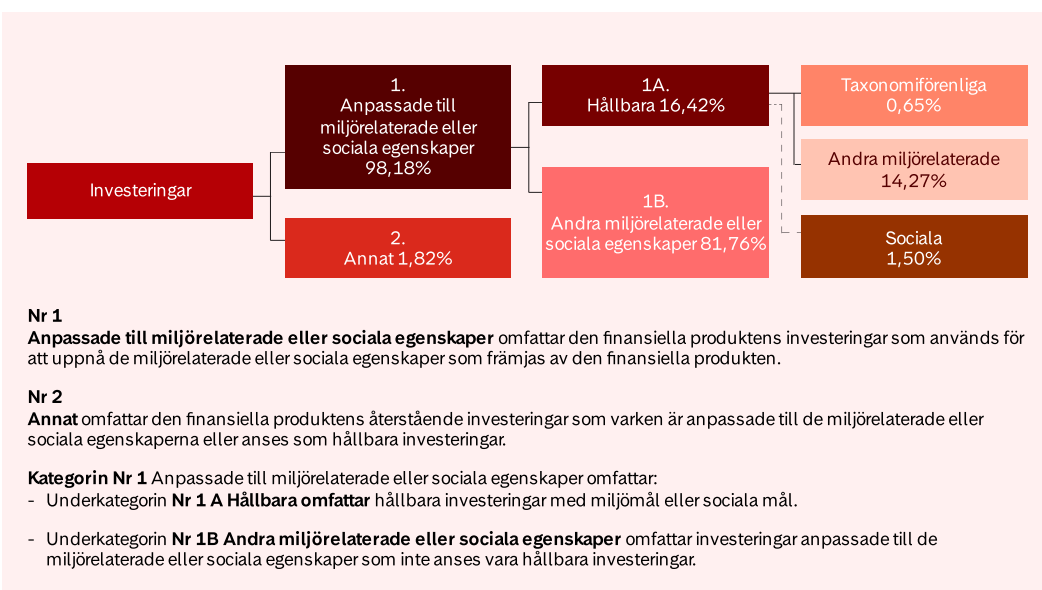 Investeringar
1.
Anpassade till
miljörelaterade eller
sociala egenskaper
98,18%
2.
Annat 1,82%
1A.
Hållbara 16,42%
1B.
Andra miljörelaterade eller
sociala egenskaper 81,76%
Taxonomiförenliga
0,65%
Andra miljörelaterade
14,27%
Sociala
1,50%
Nr 1
Anpassade till miljörelaterade eller sociala egenskaper omfattar den finansiella produktens investeringar som används för
att uppnå de miljörelaterade eller sociala egenskaper som främjas av den finansiella produkten.
Nr 2
Annat omfattar den finansiella produktens återstående investeringar som varken är anpassade till de miljörelaterade eller
sociala egenskaperna eller anses som hållbara investeringar.
Kategorin Nr 1 Anpassade till miljörelaterade eller sociala egenskaper omfattar:
- Underkategorin Nr 1 A Hållbara omfattar hållbara investeringar med miljömål eller sociala mål.
- Underkategorin Nr 1B Andra miljörelaterade eller sociala egenskaper omfattar investeringar anpassade till de
miljörelaterade eller sociala egenskaper som inte anses vara hållbara investeringar.